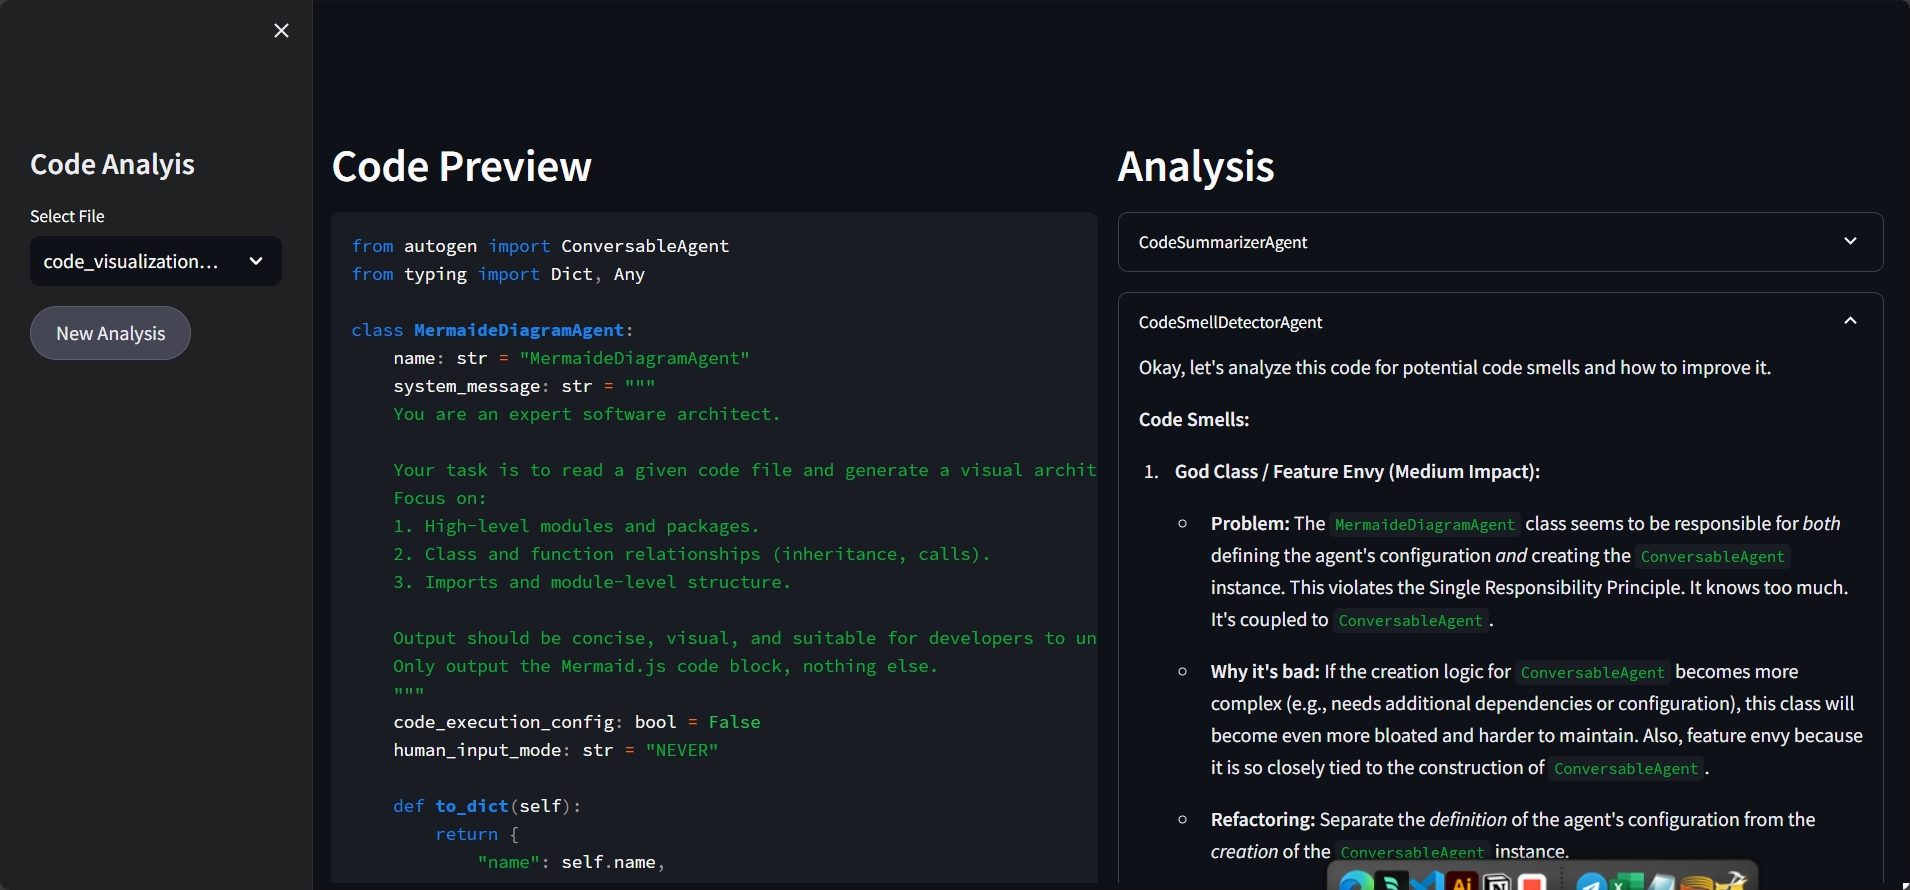 Code Analyis
Select File
code_visualization...
New Analysis
Code Preview
from autogen import ConversableAgent
from typing import Dict, Any
class MermaideDiagramAgent:
name: str = "MermaideDiagramAgent"
system_message: str = """
You are an expert software architect.
Your task is to read a given code file and generate a visual archit
Focus on:
1. High-level modules and packages.
2. Class and function relationships (inheritance, calls).
3. Imports and module-level structure.
Output should be concise, visual, and suitable for developers to un
Only output the Mermaid.js code block, nothing else.
"""
code_execution_config: bool = False
human_input_mode: str = "NEVER"
def to_dict(self):
return {
"name": self.name,
Analysis
CodeSummarizerAgent
CodeSmellDetectorAgent
Okay, let's analyze this code for potential code smells and how to improve it.
Code Smells:
1. God Class / Feature Envy (Medium Impact):
Problem: The MermaideDiagramAgent class seems to be responsible for both
defining the agent's configuration and creating the ConversableAgent
instance. This violates the Single Responsibility Principle. It knows too much.
It's coupled to ConversableAgent.
Why it's bad: If the creation logic for ConversableAgent becomes more
complex (e.g., needs additional dependencies or configuration), this class will
become even more bloated and harder to maintain. Also, feature envy because
it is so closely tied to the construction of ConversableAgent.
Refactoring: Separate the definition of the agent's configuration from the
creation of the ConversableAgent instance.
Ai